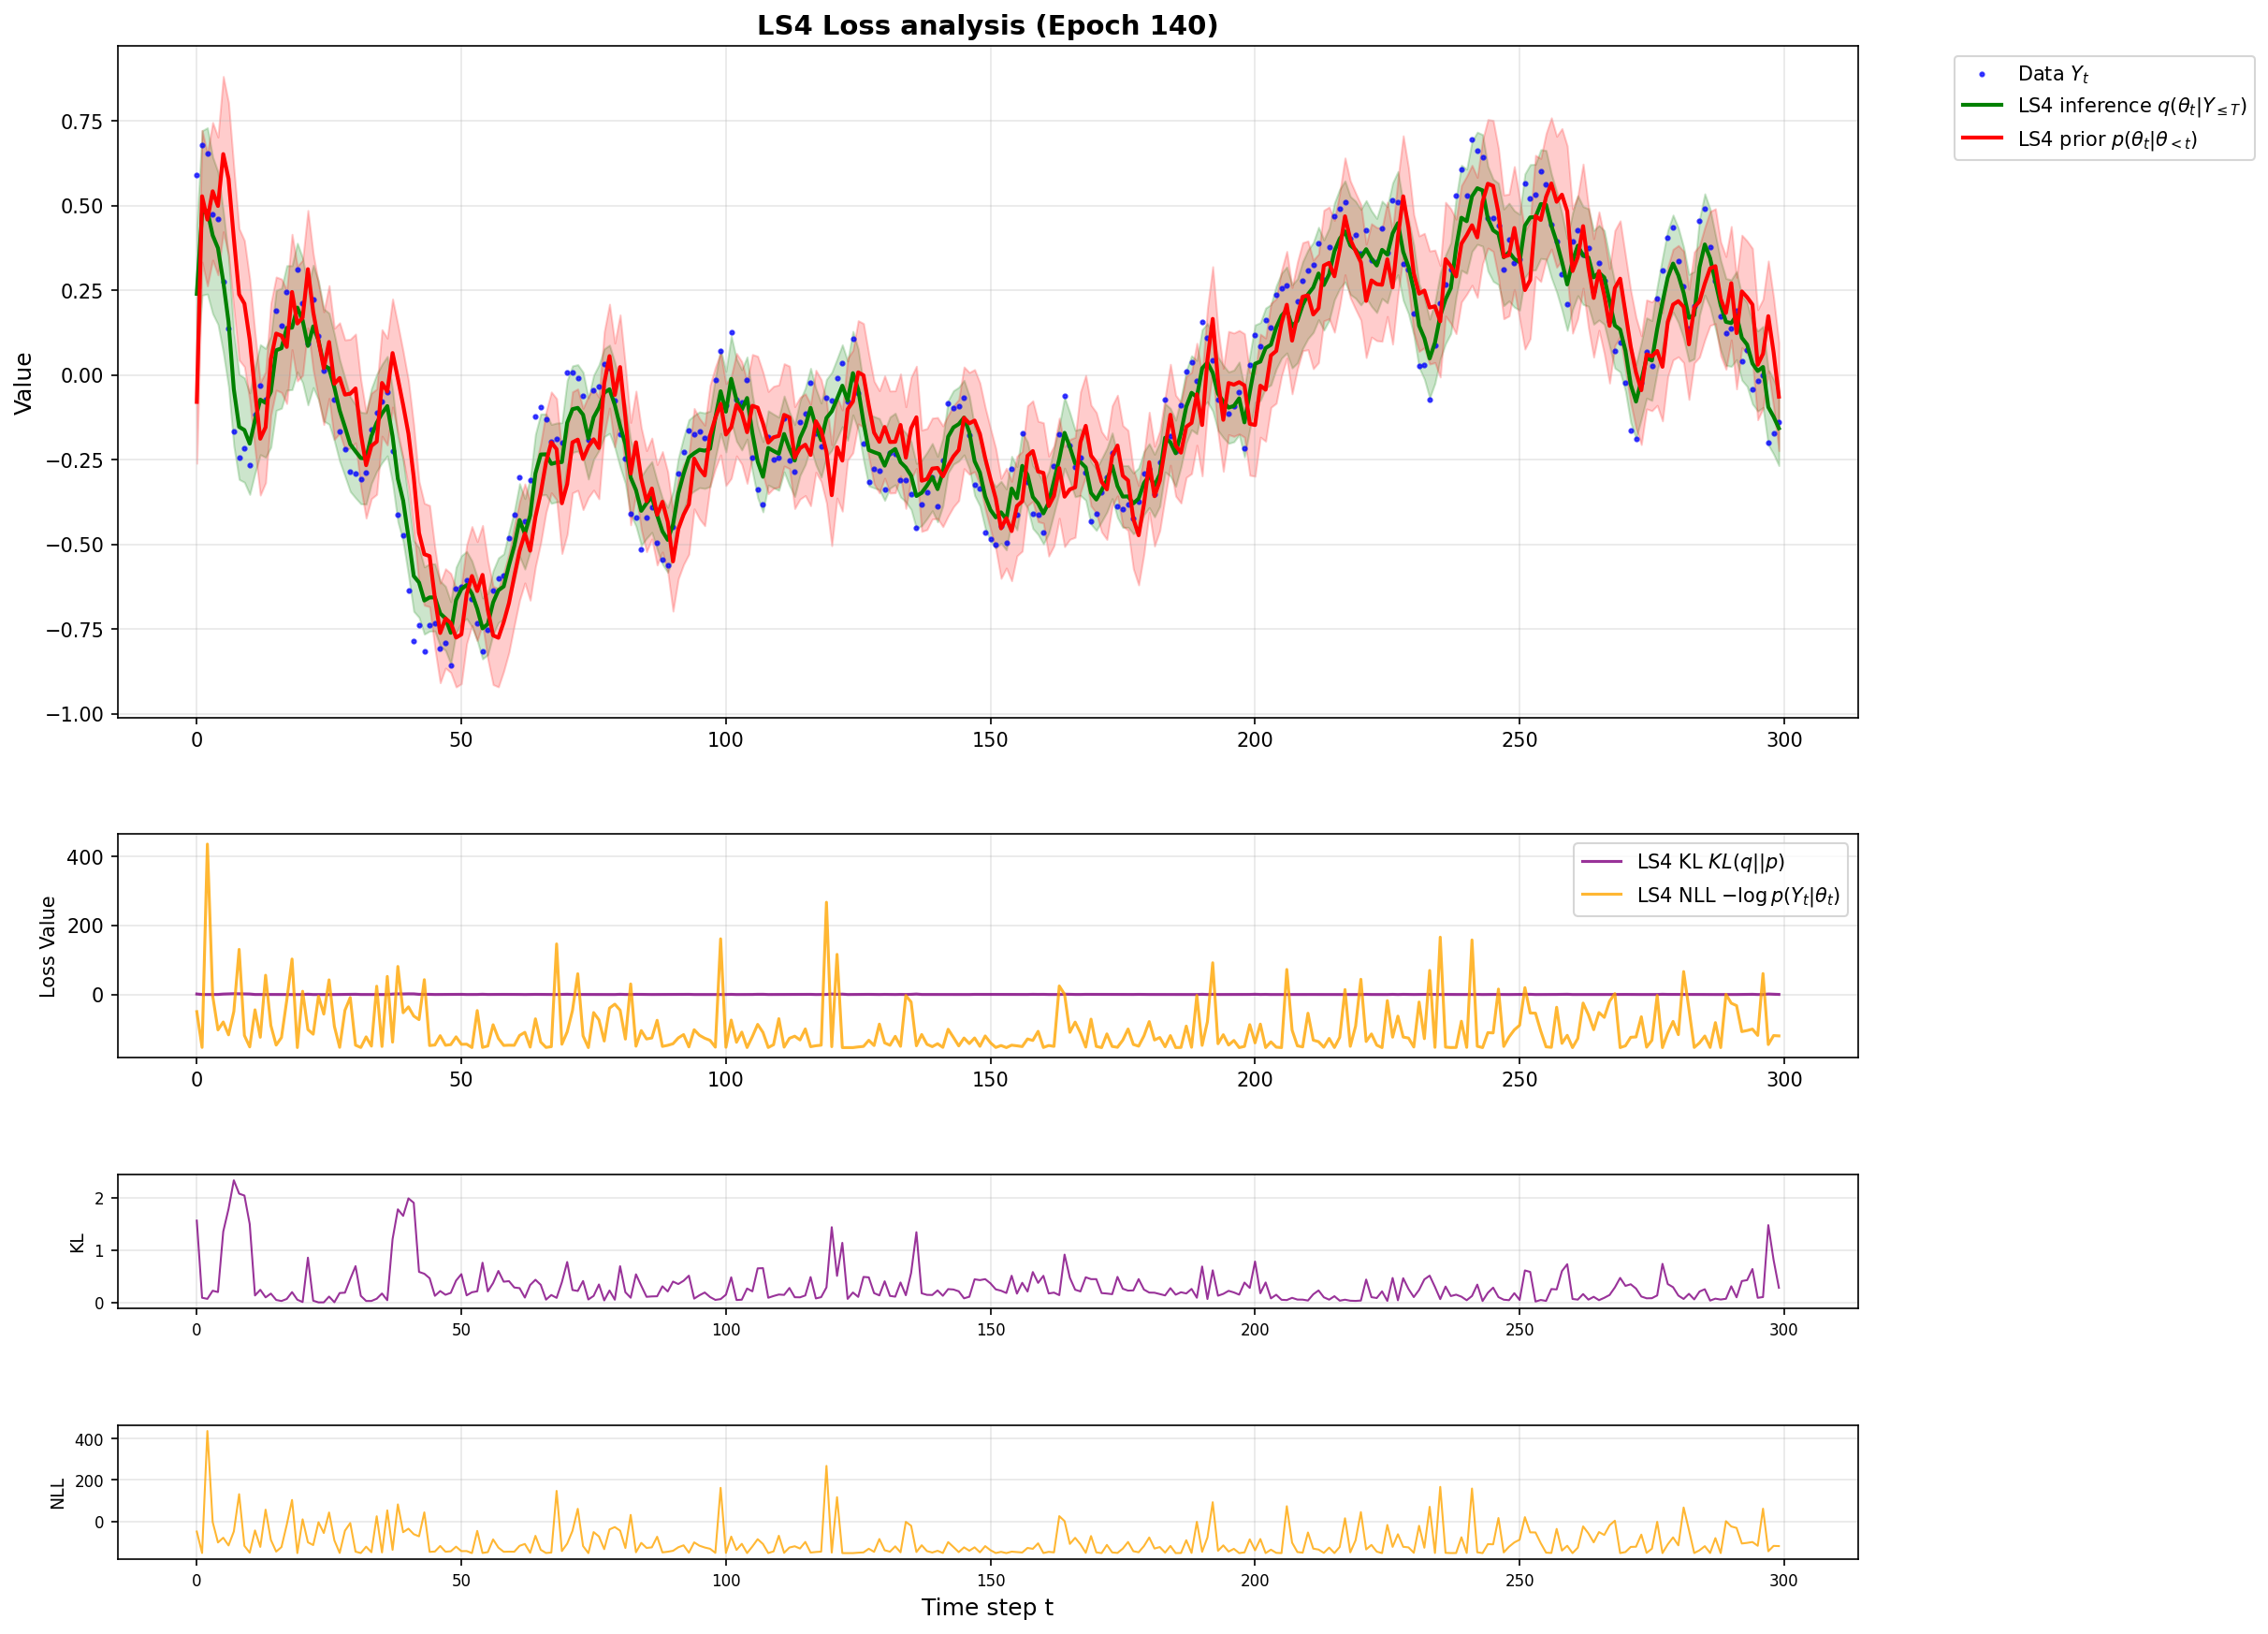 LS4 Loss analysis (Epoch 140)
Value
0.75
0.50
0.25
0.00
−0.25
−0.50
−0.75
−1.00
0 50 100 150 200 250 300
Data Y_t
LS4 inference q(θ_t|Y_≤T)
LS4 prior p(θ_t|θ_<t)
Loss Value
400
200
0
LS4 KL KL(q||p)
LS4 NLL −log p(Y_t|θ_t)
0 50 100 150 200 250 300
KL
2
1
0
0 50 100 150 200 250 300
NLL
400
200
0
0 50 100 150 200 250 300
Time step t